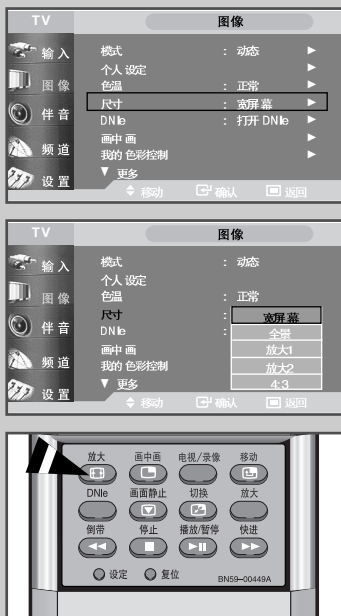 TV 图像
输入 模式 : 动态 ▶
个人 设定 ▶
图像 色温 : 正常 ▶
尺寸 : 宽屏 幕 ▶
伴音 DNIe : 打开 DNIe ▶
画中 画 ▶
频道 我的 色彩控制 ▶
▼ 更多
设置
移动 确认 返回
TV 图像
输入 模式 : 动态
个人 设定
图像 色温 : 正常
尺寸 : 宽屏 幕
伴音 DNIe : 全景
画中 画 放大1
频道 我的 色彩控制 放大2
▼ 更多 4:3
设置
移动 确认 返回
放大 画中画 电视/录像 移动
DNIe 画面静止 切换 放大
倒带 停止 播放/暂停 快进
设定 复位 BN59-00449A